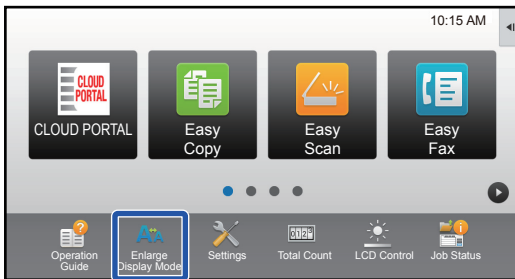 10:15 AM
CLOUD
PORTAL
CLOUD PORTAL
Easy
Copy
Easy
Scan
Easy
Fax
Operation
Guide
Enlarge
Display Mode
Settings
Total Count
LCD Control
Job Status